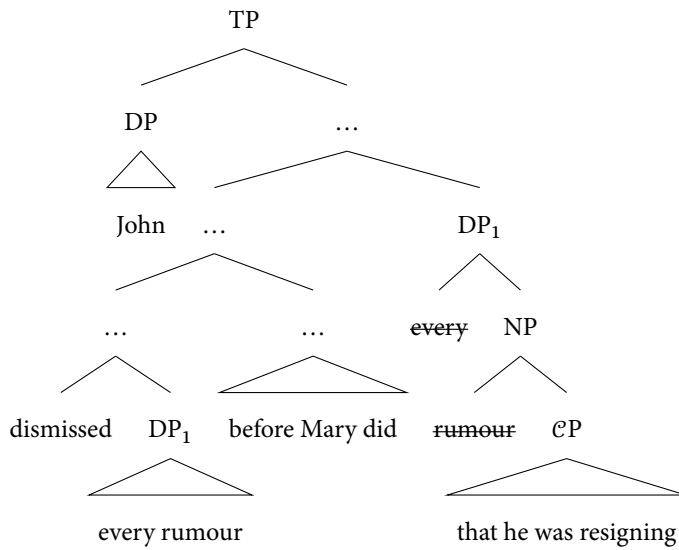 TP
DP …
John … DP₁
… … every NP
dismissed DP₁ before Mary did rumour 𝒞P
every rumour that he was resigning